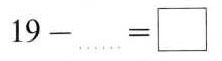 19 − ...... = □